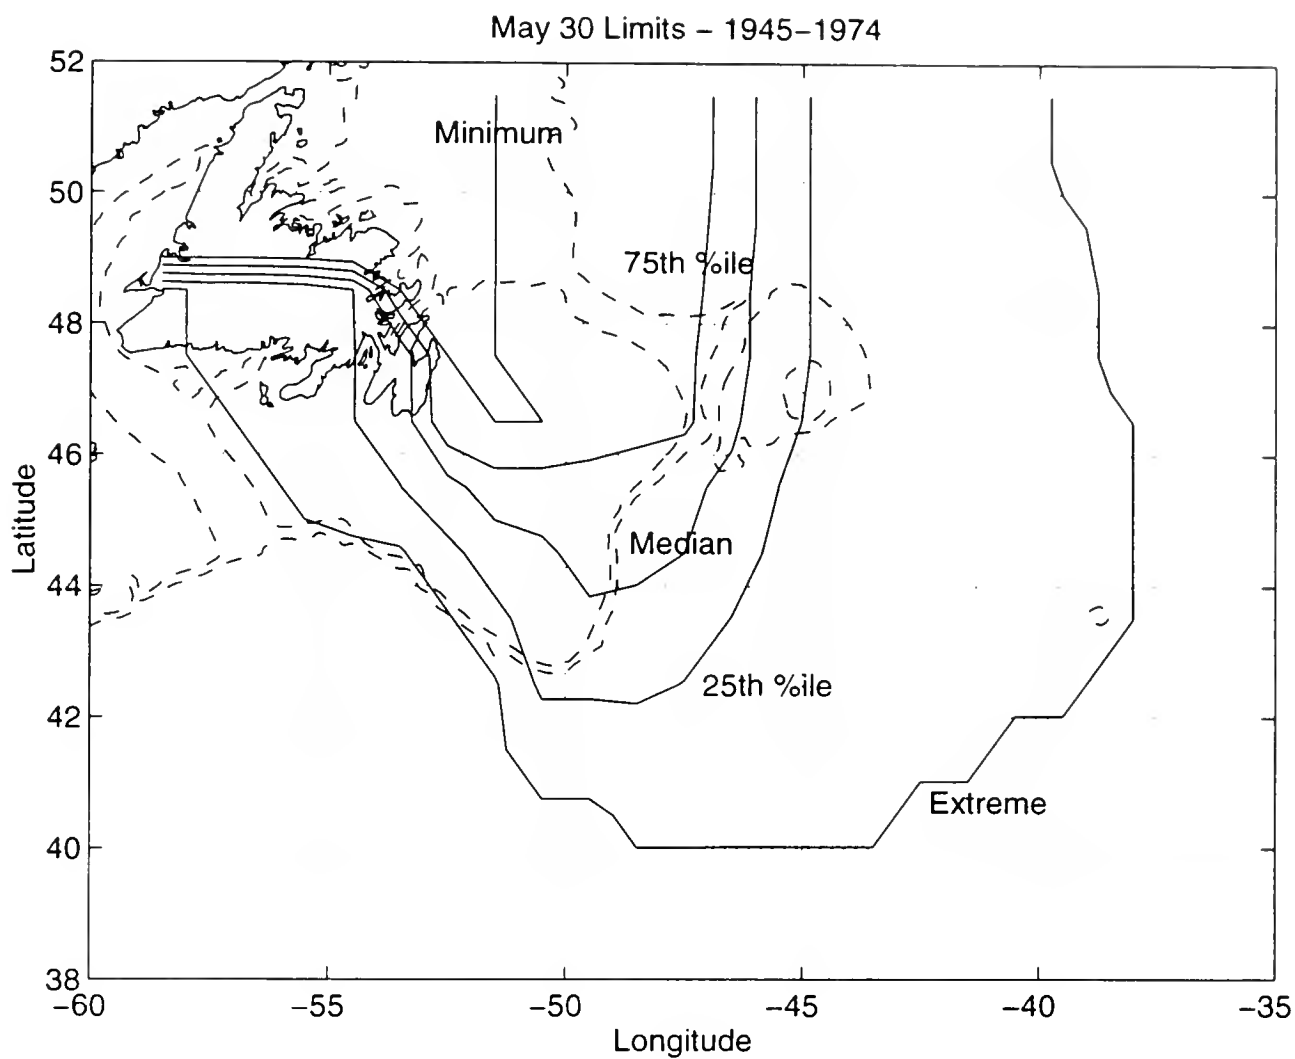 May 30 Limits – 1945–1974
52
Minimum
50
75th %ile
48
46
Median
44
25th %ile
42
Extreme
40
38
–60
–55
–50
–45
–40
–35
Longitude
Latitude